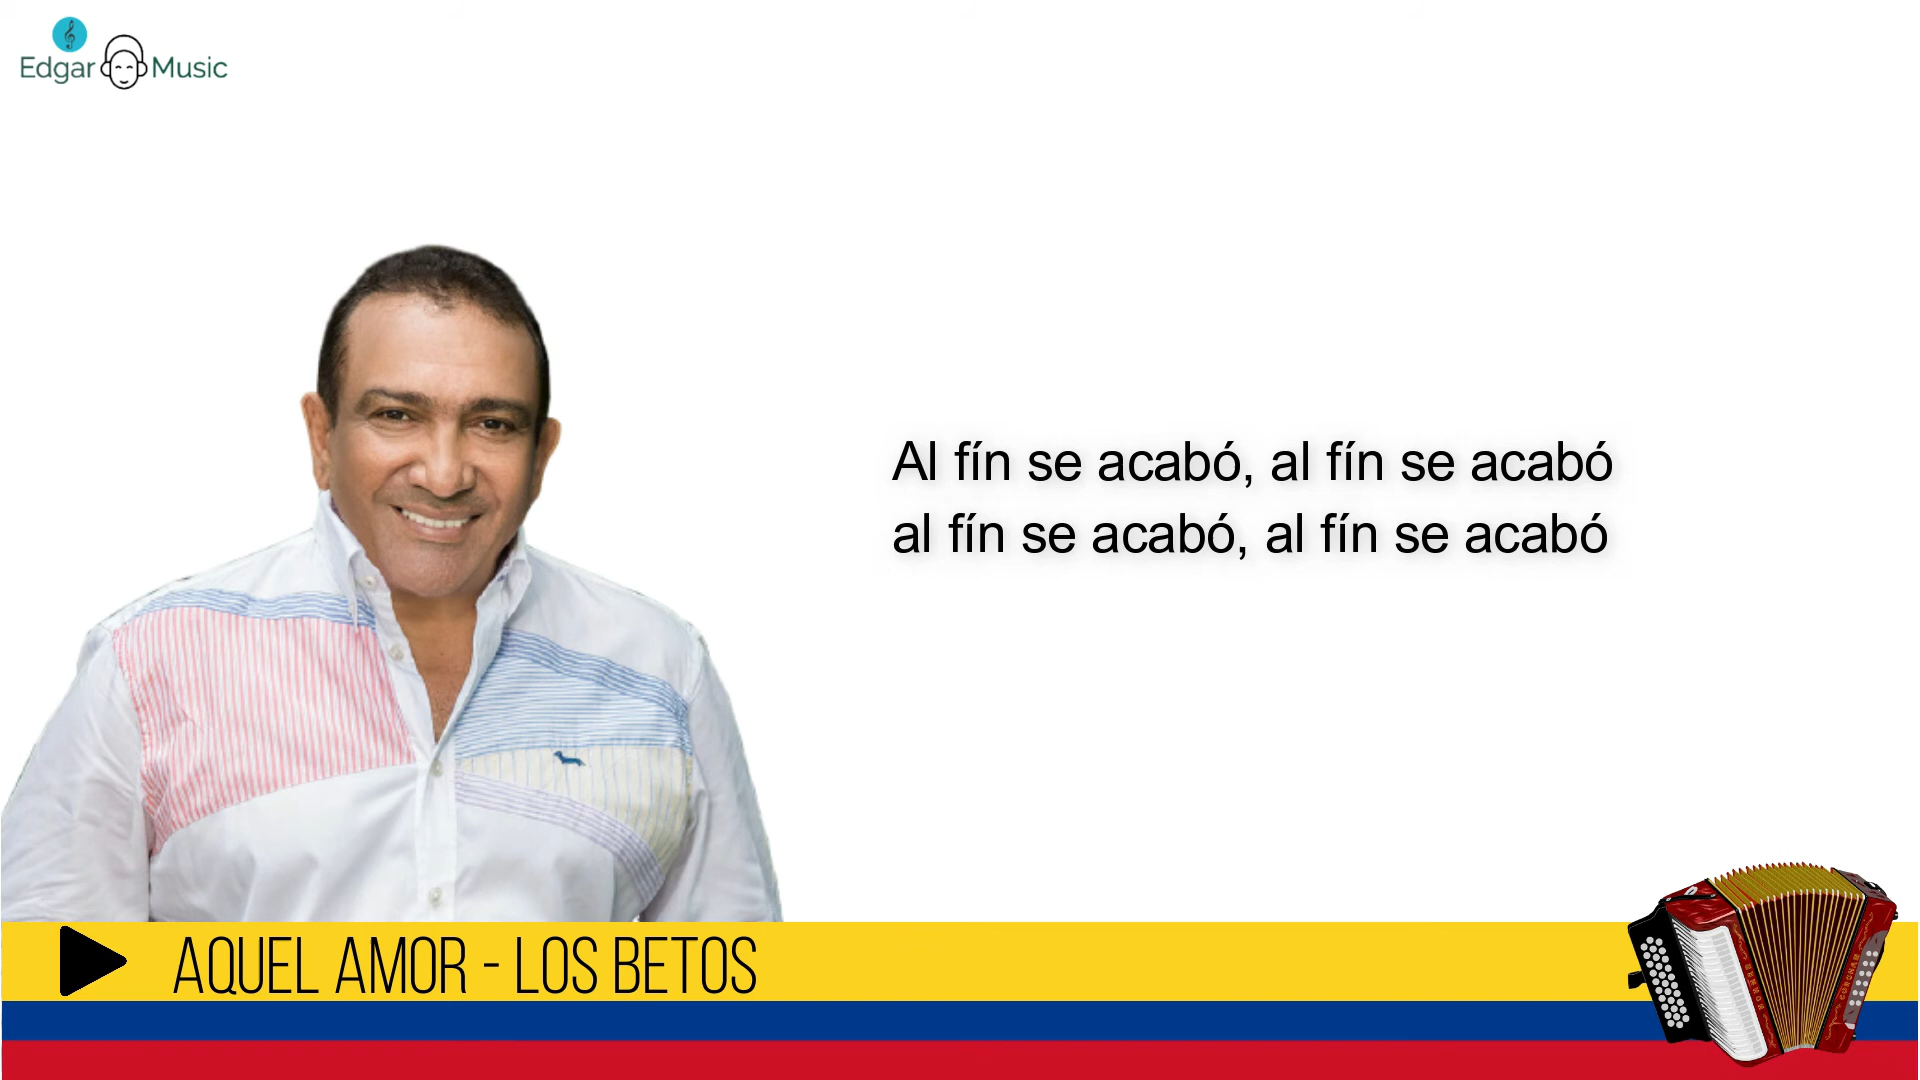 Edgar Music
Al fín se acabó, al fín se acabó
al fín se acabó, al fín se acabó
AQUEL AMOR - LOS BETOS